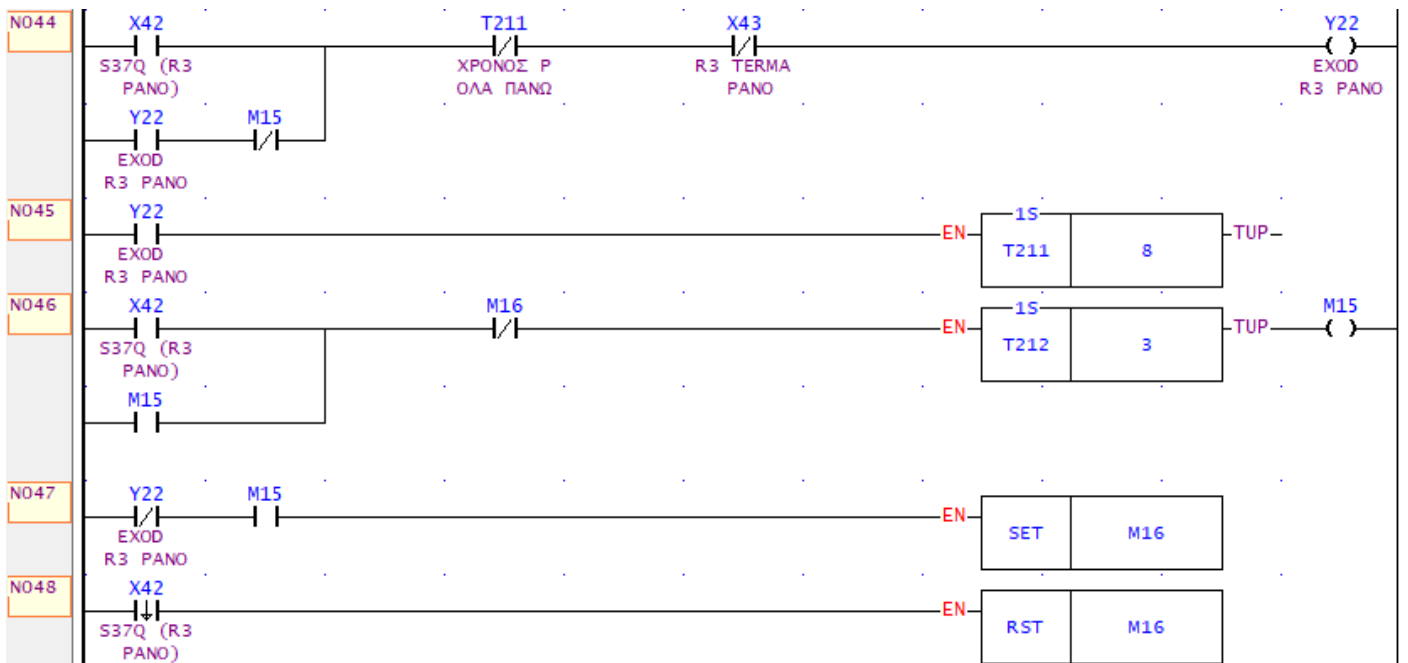 N044 X42 T211 X43 Y22
S37Q (R3 ΧΡΟΝΟΣ Ρ R3 TERMA EXOD
PANO) ΟΛΑ ΠΑΝΩ PANO R3 PANO
Y22 M15
EXOD
R3 PANO
N045 Y22 1S
EN T211 8 TUP
EXOD
R3 PANO
N046 X42 M16 1S M15
EN T212 3 TUP
S37Q (R3
PANO)
M15
N047 Y22 M15
EN SET M16
EXOD
R3 PANO
N048 X42
EN RST M16
S37Q (R3
PANO)